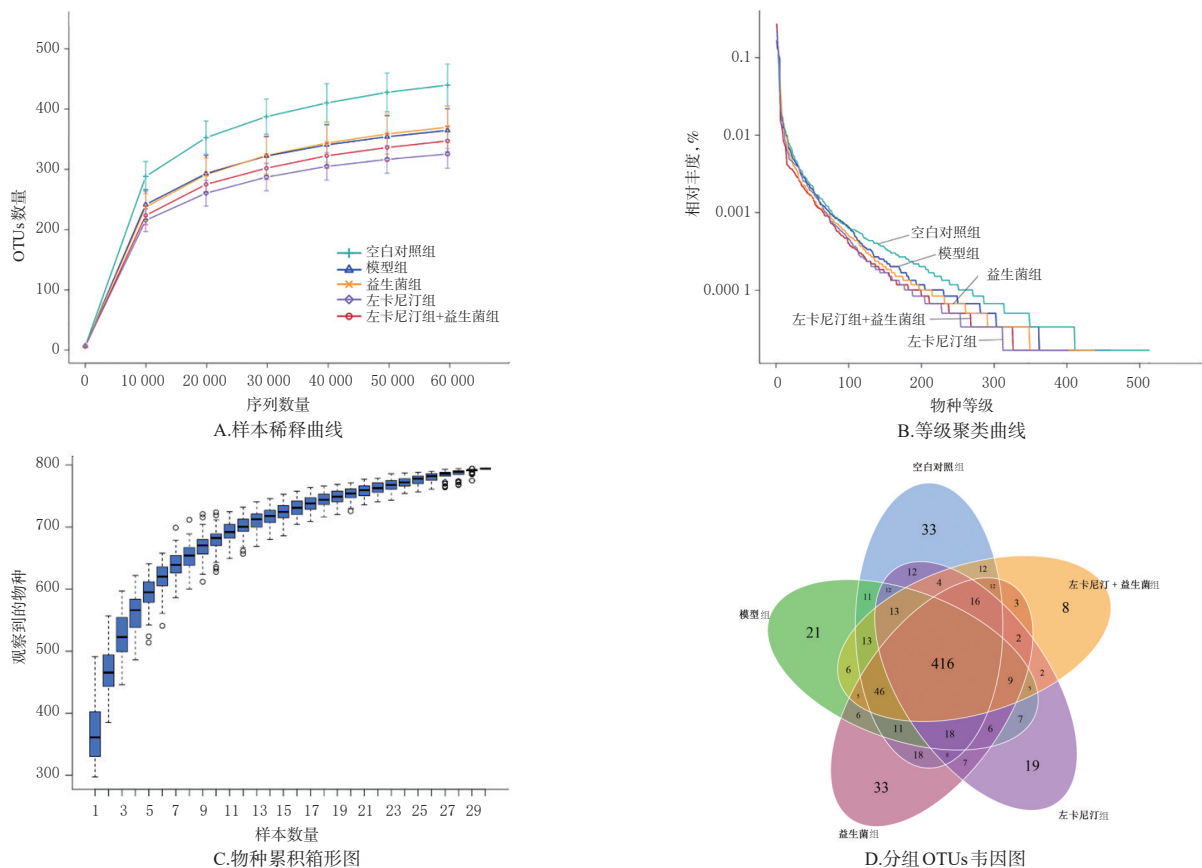 500
400
300
200
100
0
OTUs数量
空白对照组
模型组
益生菌组
左卡尼汀组
左卡尼汀组+益生菌组
0 10 000 20 000 30 000 40 000 50 000 60 000
序列数量
A.样本稀释曲线
0.1
0.01
0.001
0.000 1
相对丰度, %
空白对照组
模型组
益生菌组
左卡尼汀组+益生菌组
左卡尼汀组
0 100 200 300 400 500
物种等级
B.等级聚类曲线
800
700
600
500
400
300
观察到的物种
1 3 5 7 9 11 13 15 17 19 21 23 25 27 29
样本数量
C.物种累积箱形图
空白对照组
33
12 4 12
左卡尼汀 + 益生菌组
11 12 13 16 12 3 8
模型组
21
13 2
416
6 46 9 5 2
5
6 11 18 6 7
18 7
33 19
益生菌组
左卡尼汀组
D.分组OTUs韦因图